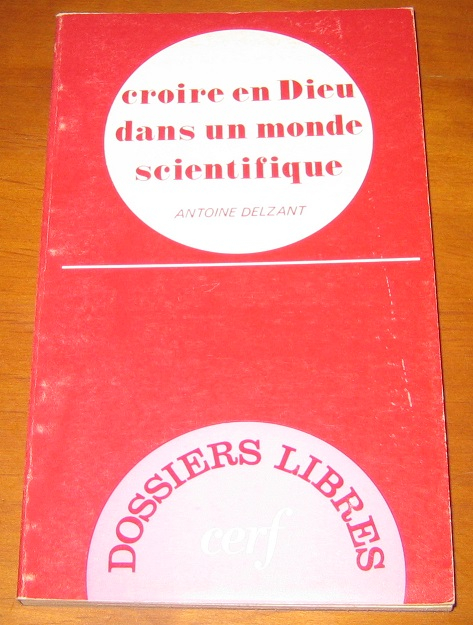 croire en Dieu
dans un monde
scientifique
ANTOINE DELZANT
DOSSIERS LIBRES
cerf